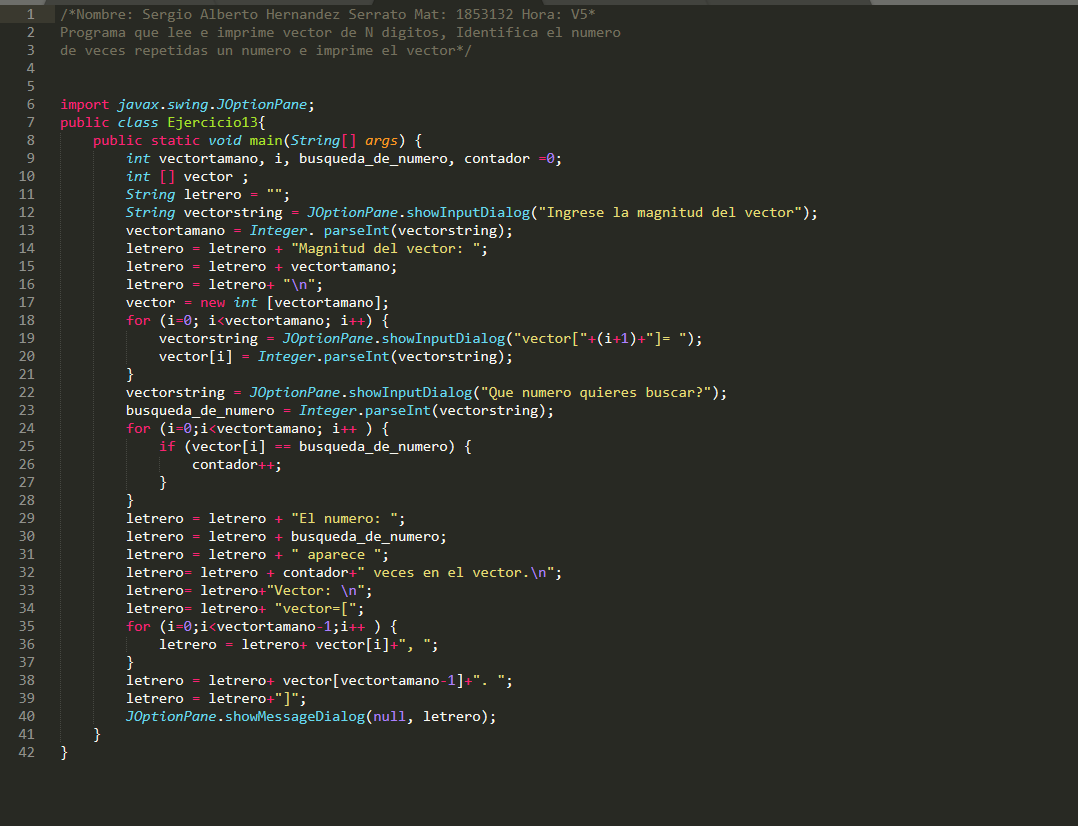 1 /*Nombre: Sergio Alberto Hernandez Serrato Mat: 1853132 Hora: V5*
2 Programa que lee e imprime vector de N digitos, Identifica el numero
3 de veces repetidas un numero e imprime el vector*/
4
5
6 import javax.swing.JOptionPane;
7 public class Ejercicio13{
8     public static void main(String[] args) {
9         int vectortamano, i, busqueda_de_numero, contador =0;
10         int [] vector ;
11         String letrero = "";
12         String vectorstring = JOptionPane.showInputDialog("Ingrese la magnitud del vector");
13         vectortamano = Integer. parseInt(vectorstring);
14         letrero = letrero + "Magnitud del vector: ";
15         letrero = letrero + vectortamano;
16         letrero = letrero+ "\n";
17         vector = new int [vectortamano];
18         for (i=0; i<vectortamano; i++) {
19             vectorstring = JOptionPane.showInputDialog("vector["+(i+1)+"]= ");
20             vector[i] = Integer.parseInt(vectorstring);
21         }
22         vectorstring = JOptionPane.showInputDialog("Que numero quieres buscar?");
23         busqueda_de_numero = Integer.parseInt(vectorstring);
24         for (i=0;i<vectortamano; i++ ) {
25             if (vector[i] == busqueda_de_numero) {
26                 contador++;
27             }
28         }
29         letrero = letrero + "El numero: ";
30         letrero = letrero + busqueda_de_numero;
31         letrero = letrero + " aparece ";
32         letrero= letrero + contador+" veces en el vector.\n";
33         letrero= letrero+"Vector: \n";
34         letrero= letrero+ "vector=[";
35         for (i=0;i<vectortamano-1;i++ ) {
36             letrero = letrero+ vector[i]+", ";
37         }
38         letrero = letrero+ vector[vectortamano-1]+". ";
39         letrero = letrero+"]";
40         JOptionPane.showMessageDialog(null, letrero);
41     }
42 }